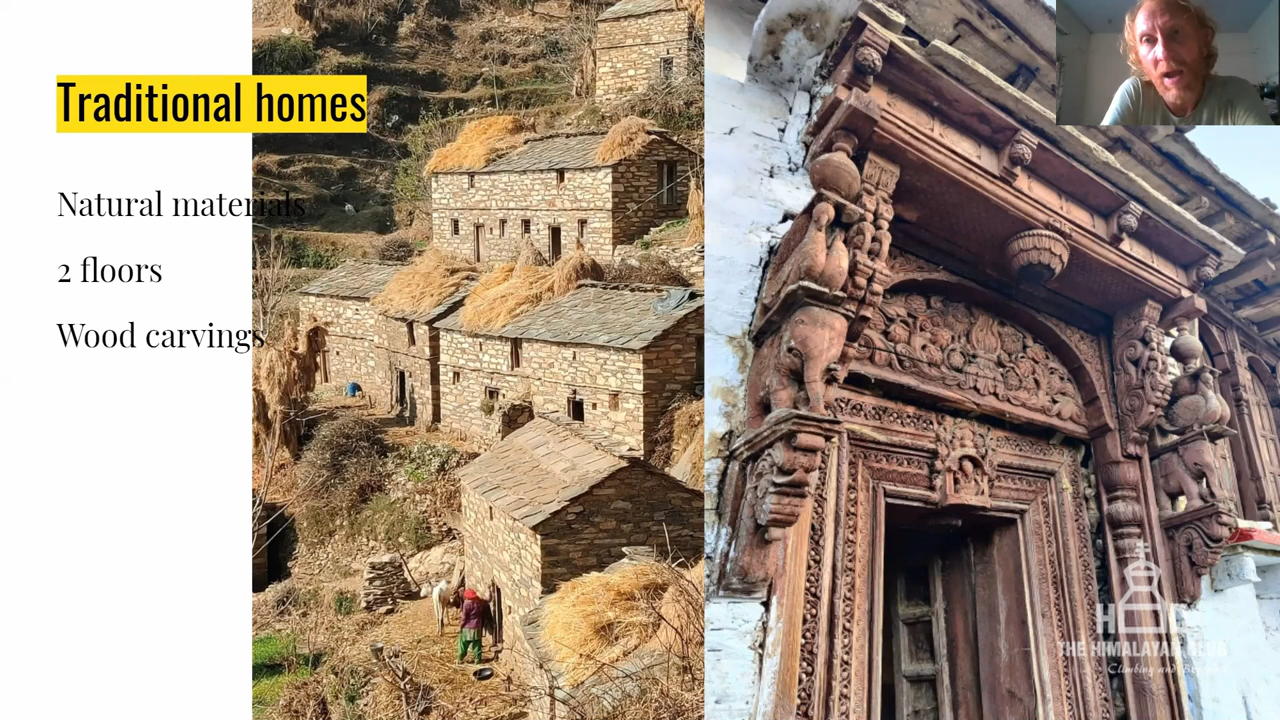 Traditional homes
Natural materials
2 floors
Wood carvings
THE HIMALAYAN CLUB